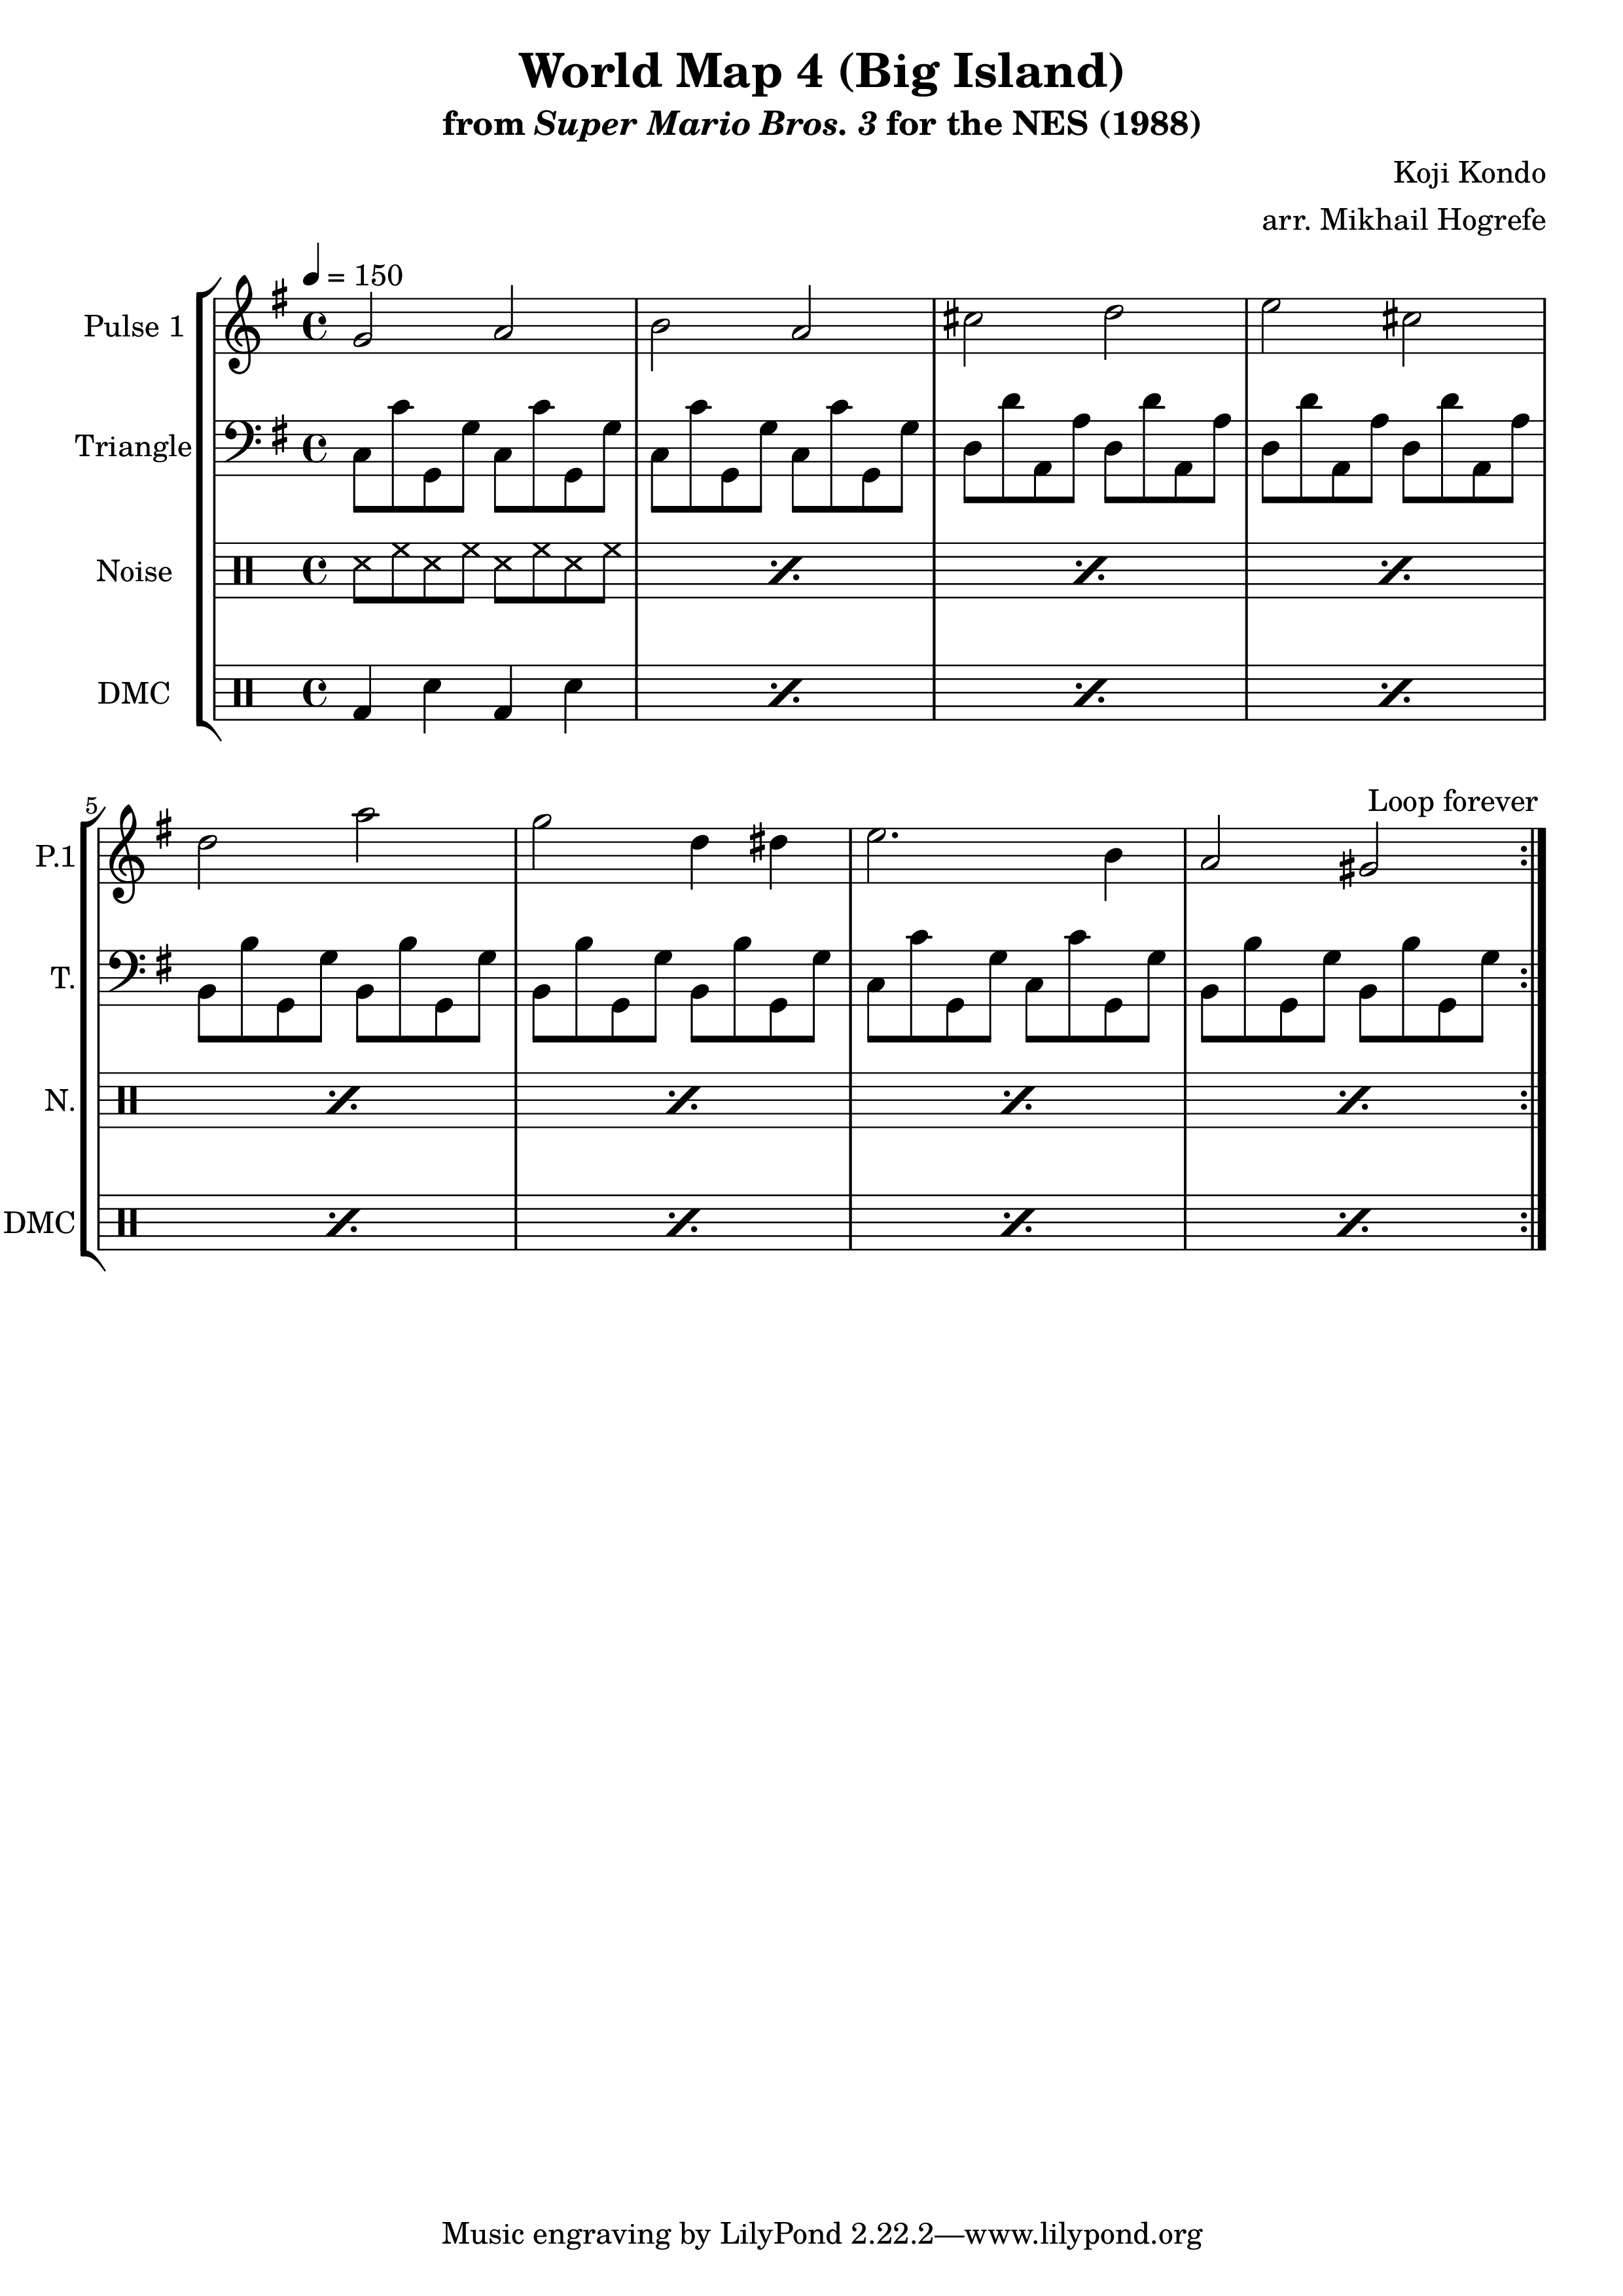 World Map 4 (Big Island)
from Super Mario Bros. 3 for the NES (1988)
Koji Kondo
arr. Mikhail Hogrefe
= 150
Pulse 1
Triangle
Noise
DMC
5
Loop forever
P.1
T.
N.
DMC
Music engraving by LilyPond 2.22.2—www.lilypond.org